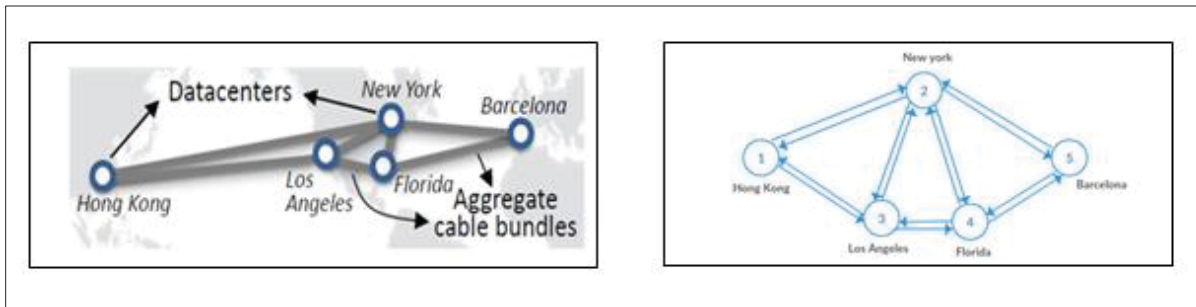 Datacenters
New York
Barcelona
Hong Kong
Los
Angeles
Florida
Aggregate
cable bundles
New york
2
1
5
Hong Kong
Barcelona
3
4
Los Angeles
Florida